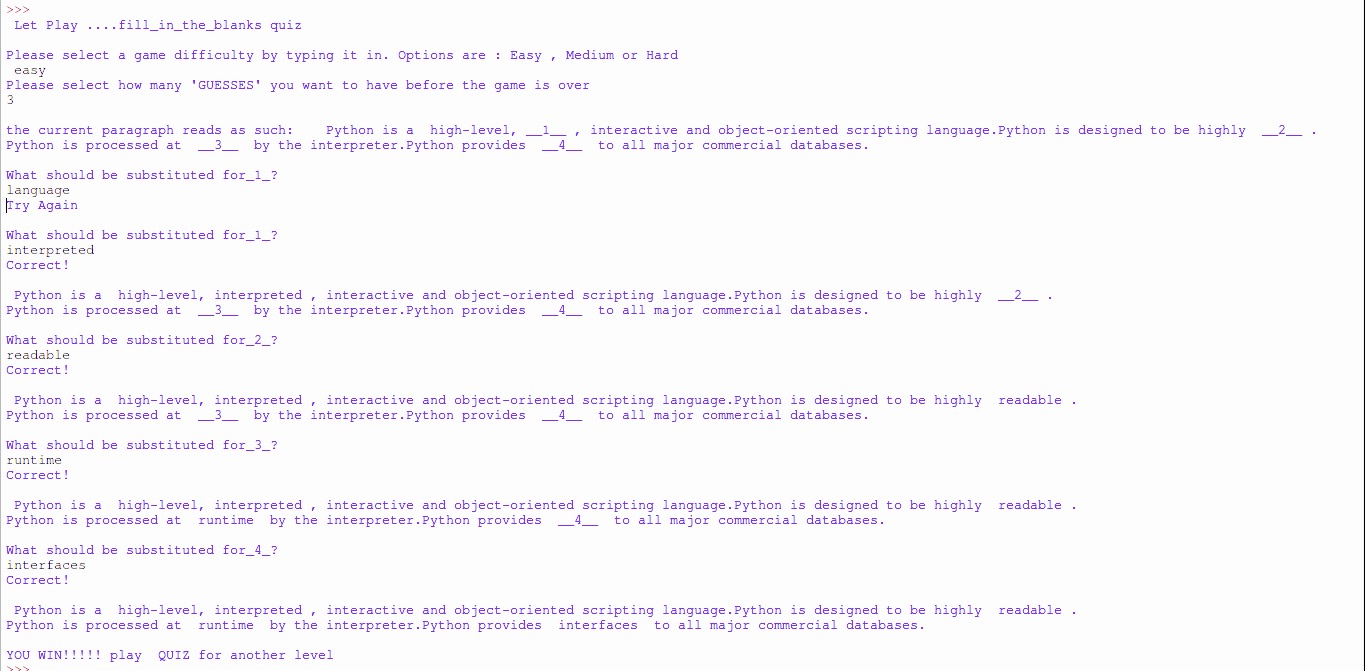 >>>
Let Play ....fill_in_the_blanks quiz
Please select a game difficulty by typing it in. Options are : Easy , Medium or Hard
easy
Please select how many 'GUESSES' you want to have before the game is over
3
the current paragraph reads as such:    Python is a  high-level, __1__ , interactive and object-oriented scripting language.Python is designed to be highly  __2__ .
Python is processed at  __3__  by the interpreter.Python provides  __4__  to all major commercial databases.
What should be substituted for_1_?
language
Try Again
What should be substituted for_1_?
interpreted
Correct!
Python is a  high-level, interpreted , interactive and object-oriented scripting language.Python is designed to be highly  __2__ .
Python is processed at  __3__  by the interpreter.Python provides  __4__  to all major commercial databases.
What should be substituted for_2_?
readable
Correct!
Python is a  high-level, interpreted , interactive and object-oriented scripting language.Python is designed to be highly  readable .
Python is processed at  __3__  by the interpreter.Python provides  __4__  to all major commercial databases.
What should be substituted for_3_?
runtime
Correct!
Python is a  high-level, interpreted , interactive and object-oriented scripting language.Python is designed to be highly  readable .
Python is processed at  runtime  by the interpreter.Python provides  __4__  to all major commercial databases.
What should be substituted for_4_?
interfaces
Correct!
Python is a  high-level, interpreted , interactive and object-oriented scripting language.Python is designed to be highly  readable .
Python is processed at  runtime  by the interpreter.Python provides  interfaces  to all major commercial databases.
YOU WIN!!!!! play  QUIZ for another level
>>>